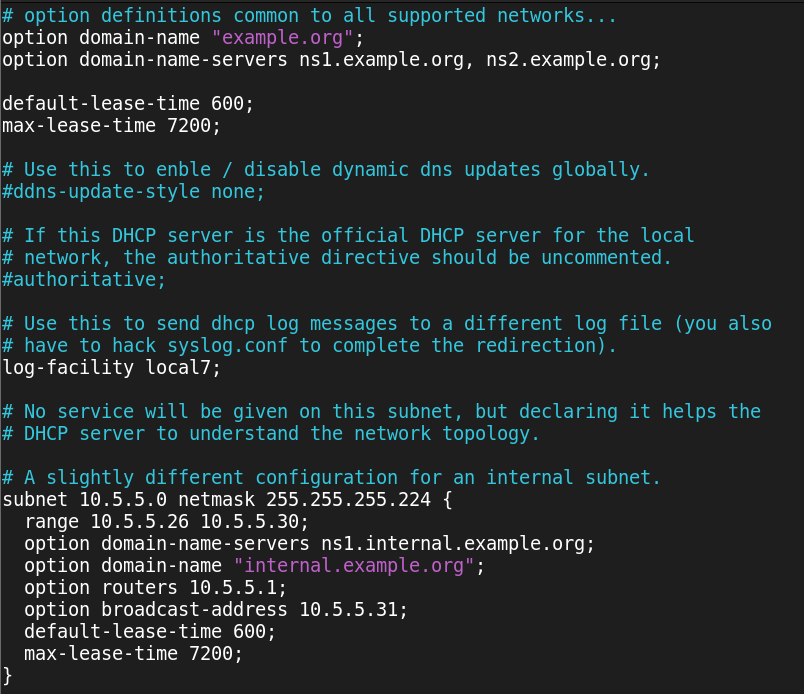 # option definitions common to all supported networks...
option domain-name "example.org";
option domain-name-servers ns1.example.org, ns2.example.org;

default-lease-time 600;
max-lease-time 7200;

# Use this to enble / disable dynamic dns updates globally.
#ddns-update-style none;

# If this DHCP server is the official DHCP server for the local
# network, the authoritative directive should be uncommented.
#authoritative;

# Use this to send dhcp log messages to a different log file (you also
# have to hack syslog.conf to complete the redirection).
log-facility local7;

# No service will be given on this subnet, but declaring it helps the
# DHCP server to understand the network topology.

# A slightly different configuration for an internal subnet.
subnet 10.5.5.0 netmask 255.255.255.224 {
  range 10.5.5.26 10.5.5.30;
  option domain-name-servers ns1.internal.example.org;
  option domain-name "internal.example.org";
  option routers 10.5.5.1;
  option broadcast-address 10.5.5.31;
  default-lease-time 600;
  max-lease-time 7200;
}